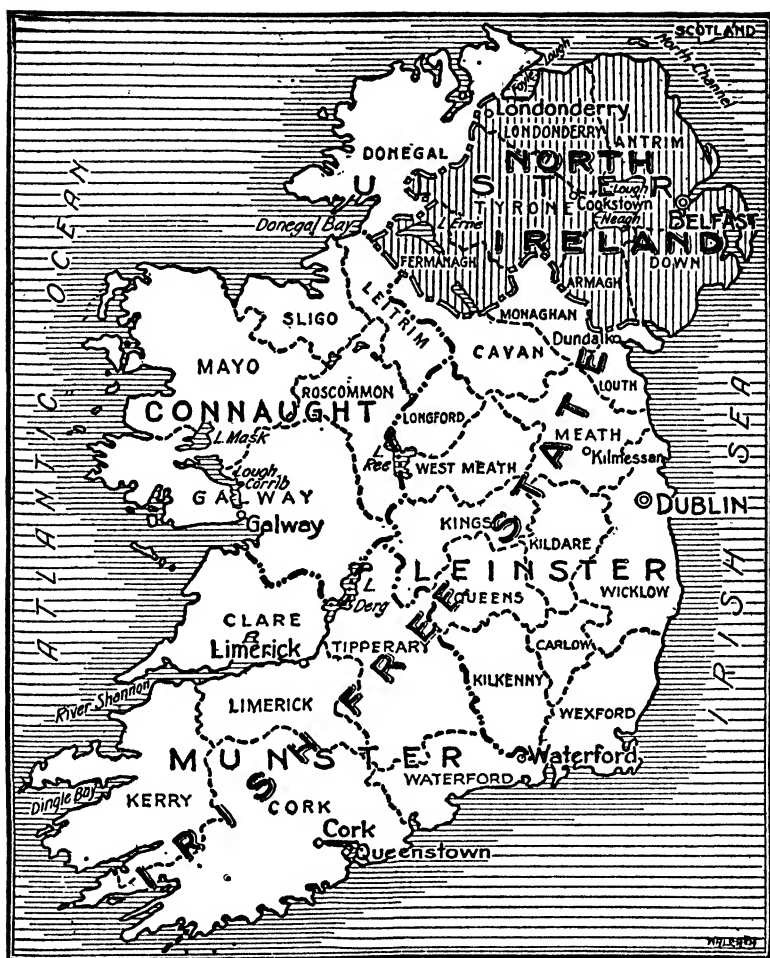 SCOTLAND
North Channel
Foyle Lough
Londonderry
LONDONDERRY
ANTRIM
DONEGAL
NORTH
ULSTER
Lough
Cookstown
TYRONE
Neagh
BELFAST
Donegal Bay
L Erne
IRELAND
DOWN
FERMANAGH
ARMAGH
ATLANTIC OCEAN
LEITRIM
MONAGHAN
SLIGO
Dundalk
CAVAN
MAYO
LOUTH
ROSCOMMON
CONNAUGHT
LONGFORD
MEATH
L Mask
L Ree
WEST MEATH
Kilmessan
Lough Corrib
GALWAY
Galway
DUBLIN
KINGS
KILDARE
LEINSTER
L Derg
QUEENS
WICKLOW
CLARE
Limerick
TIPPERARY
CARLOW
KILKENNY
River Shannon
LIMERICK
WEXFORD
MUNSTER
Waterford
WATERFORD
Dingle Bay
KERRY
CORK
Cork
Queenstown
IRISH FREE STATE
IRISH SEA